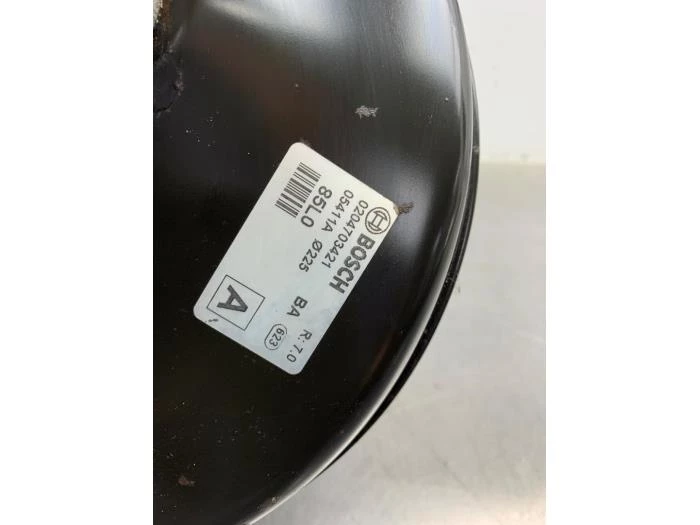 BOSCH
0204703421
05411A Ø225
85L0
BA
R:7.0
623
A